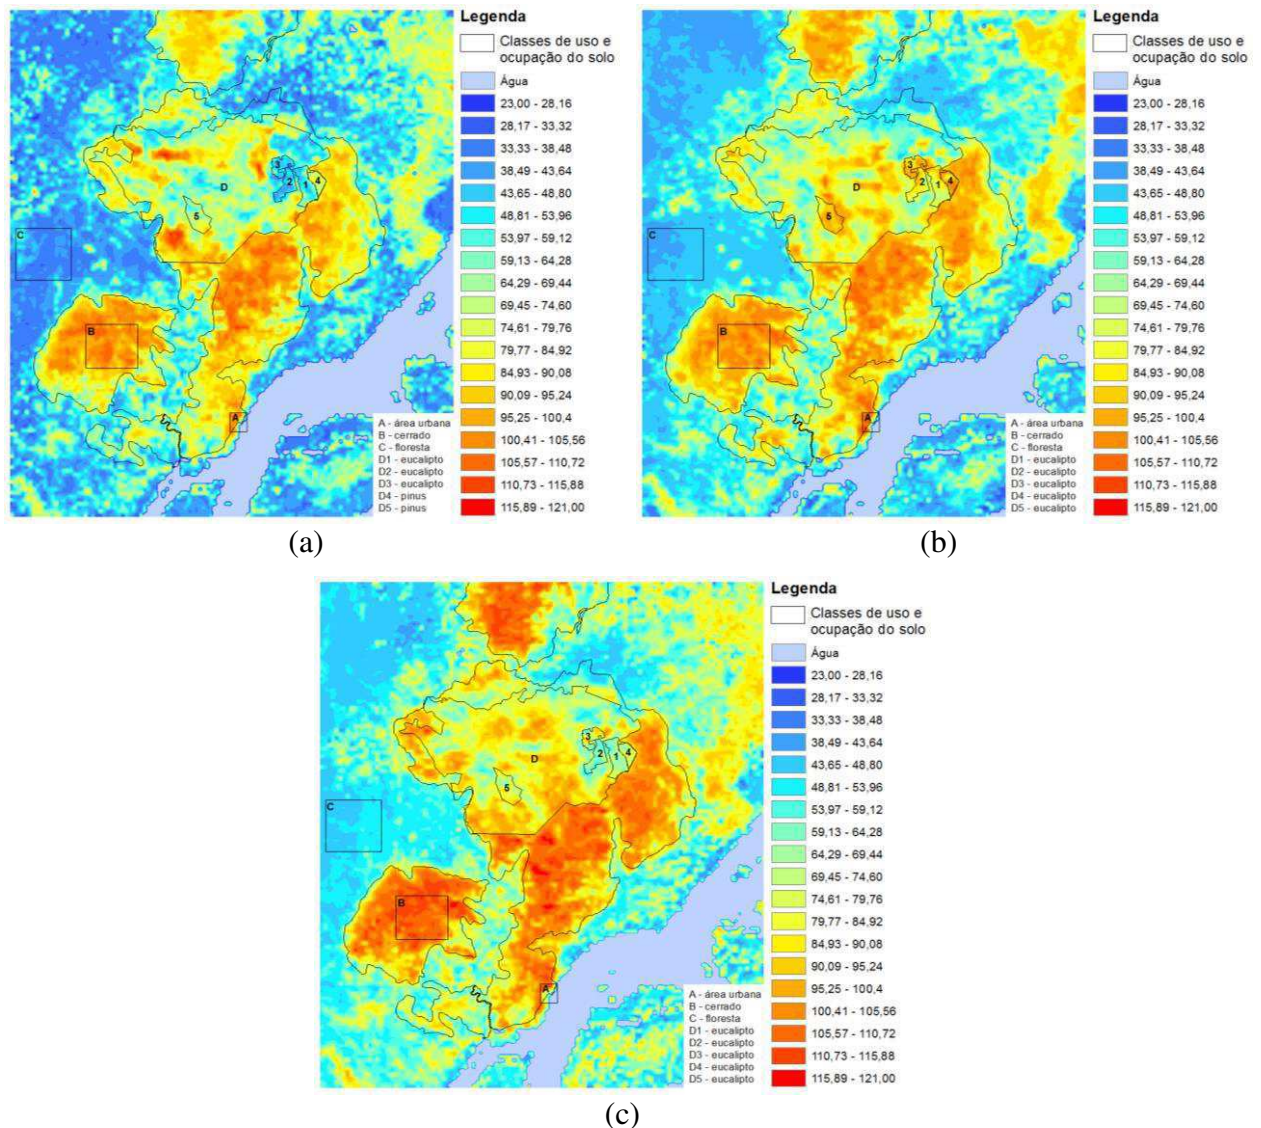 Legenda
Classes de uso e
ocupação do solo
Água
23,00 - 28,16
28,17 - 33,32
33,33 - 38,48
38,49 - 43,64
43,65 - 48,80
48,81 - 53,96
53,97 - 59,12
59,13 - 64,28
64,29 - 69,44
69,45 - 74,60
74,61 - 79,76
79,77 - 84,92
84,93 - 90,08
90,09 - 95,24
95,25 - 100,4
100,41 - 105,56
105,57 - 110,72
110,73 - 115,88
115,89 - 121,00
3
2
1
4
D
5
C
B
A
A - área urbana
B - cerrado
C - floresta
D1 - eucalipto
D2 - eucalipto
D3 - eucalipto
D4 - pinus
D5 - pinus
(a)
Legenda
Classes de uso e
ocupação do solo
Água
23,00 - 28,16
28,17 - 33,32
33,33 - 38,48
38,49 - 43,64
43,65 - 48,80
48,81 - 53,96
53,97 - 59,12
59,13 - 64,28
64,29 - 69,44
69,45 - 74,60
74,61 - 79,76
79,77 - 84,92
84,93 - 90,08
90,09 - 95,24
95,25 - 100,4
100,41 - 105,56
105,57 - 110,72
110,73 - 115,88
115,89 - 121,00
3
2
1
4
D
5
C
B
A
A - área urbana
B - cerrado
C - floresta
D1 - eucalipto
D2 - eucalipto
D3 - eucalipto
D4 - eucalipto
D5 - eucalipto
(b)
Legenda
Classes de uso e
ocupação do solo
Água
23,00 - 28,16
28,17 - 33,32
33,33 - 38,48
38,49 - 43,64
43,65 - 48,80
48,81 - 53,96
53,97 - 59,12
59,13 - 64,28
64,29 - 69,44
69,45 - 74,60
74,61 - 79,76
79,77 - 84,92
84,93 - 90,08
90,09 - 95,24
95,25 - 100,4
100,41 - 105,56
105,57 - 110,72
110,73 - 115,88
115,89 - 121,00
3
2
1
4
D
5
C
B
A
A - área urbana
B - cerrado
C - floresta
D1 - eucalipto
D2 - eucalipto
D3 - eucalipto
D4 - eucalipto
D5 - eucalipto
(c)